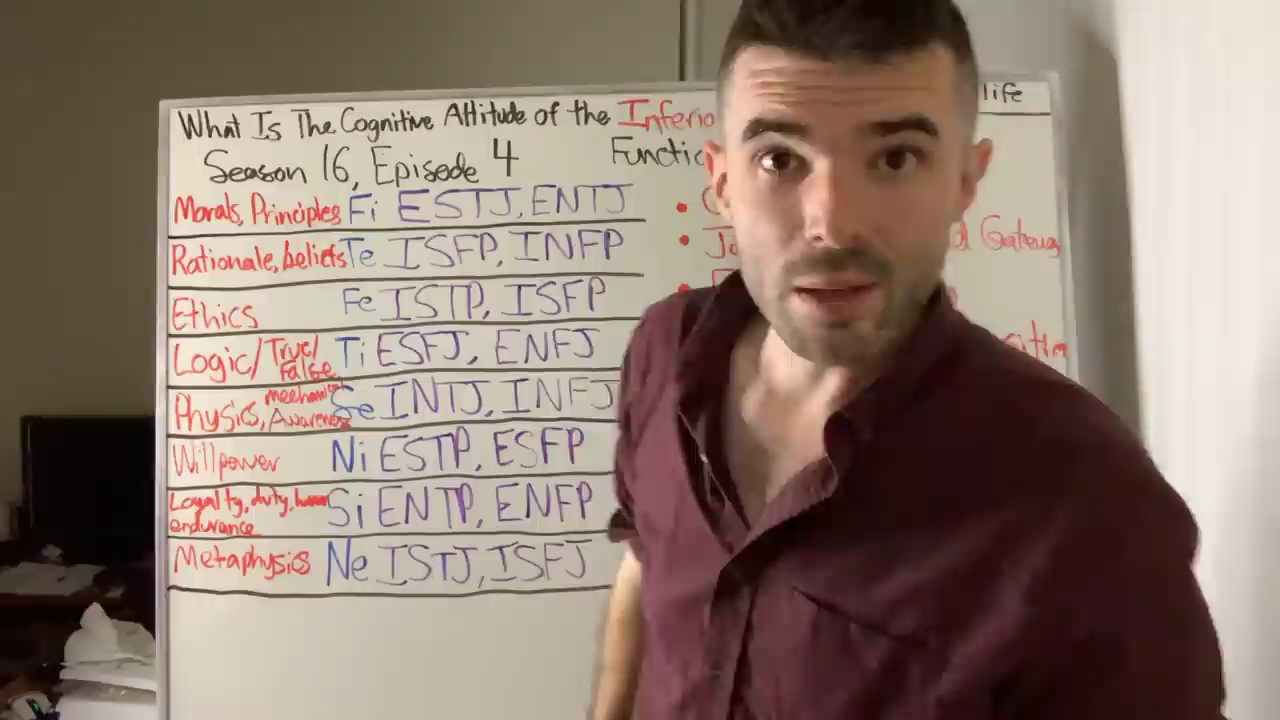 What Is The Cognitive Attitude of the Inferio
life
Season 16, Episode 4
Functio
Morals, Principles Fi ESTJ, ENTJ
Rationale, beliefs Te ISFP, INFP
Ethics Fe ISTP, ISFP
Logic/True/False Ti ESFJ, ENFJ
Physics, mechanics Awareness Se INTJ, INFJ
Willpower Ni ESTP, ESFP
Loyalty, duty, endurance Si ENTP, ENFP
Metaphysics Ne ISTJ, ISFJ
Gateway